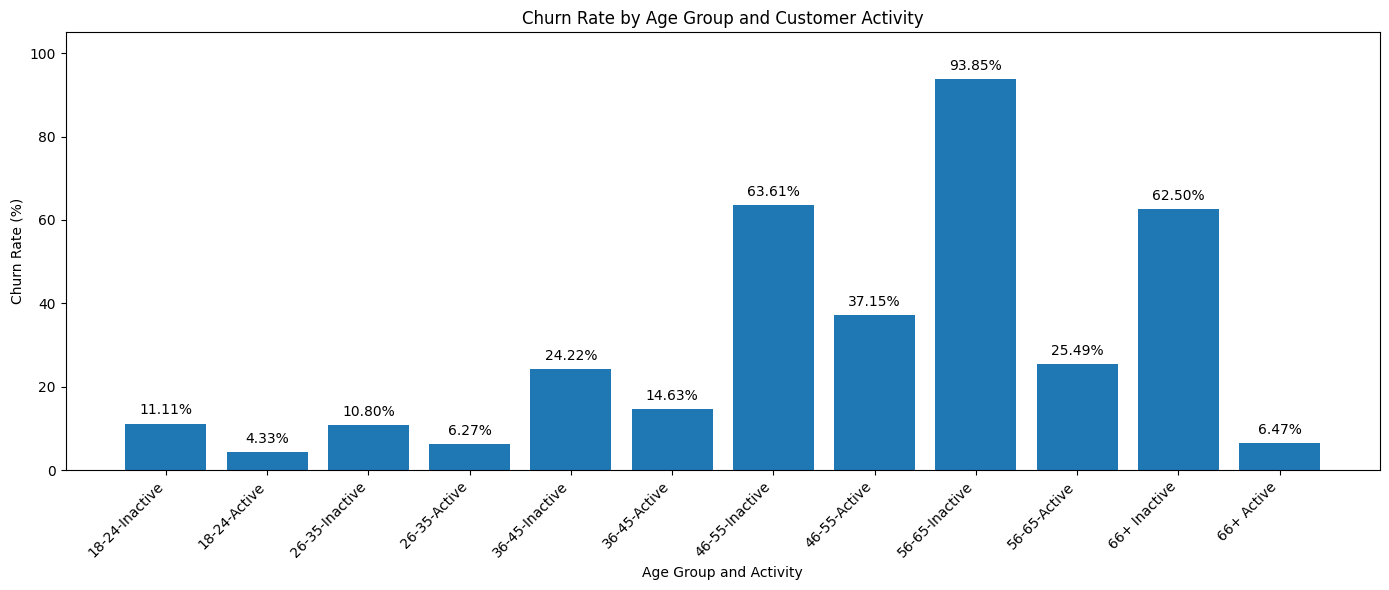 Churn Rate by Age Group and Customer Activity
Churn Rate (%)
100
80
60
40
20
0
11.11%
4.33%
10.80%
6.27%
24.22%
14.63%
63.61%
37.15%
93.85%
25.49%
62.50%
6.47%
18-24-Inactive
18-24-Active
26-35-Inactive
26-35-Active
36-45-Inactive
36-45-Active
46-55-Inactive
46-55-Active
56-65-Inactive
56-65-Active
66+ Inactive
66+ Active
Age Group and Activity